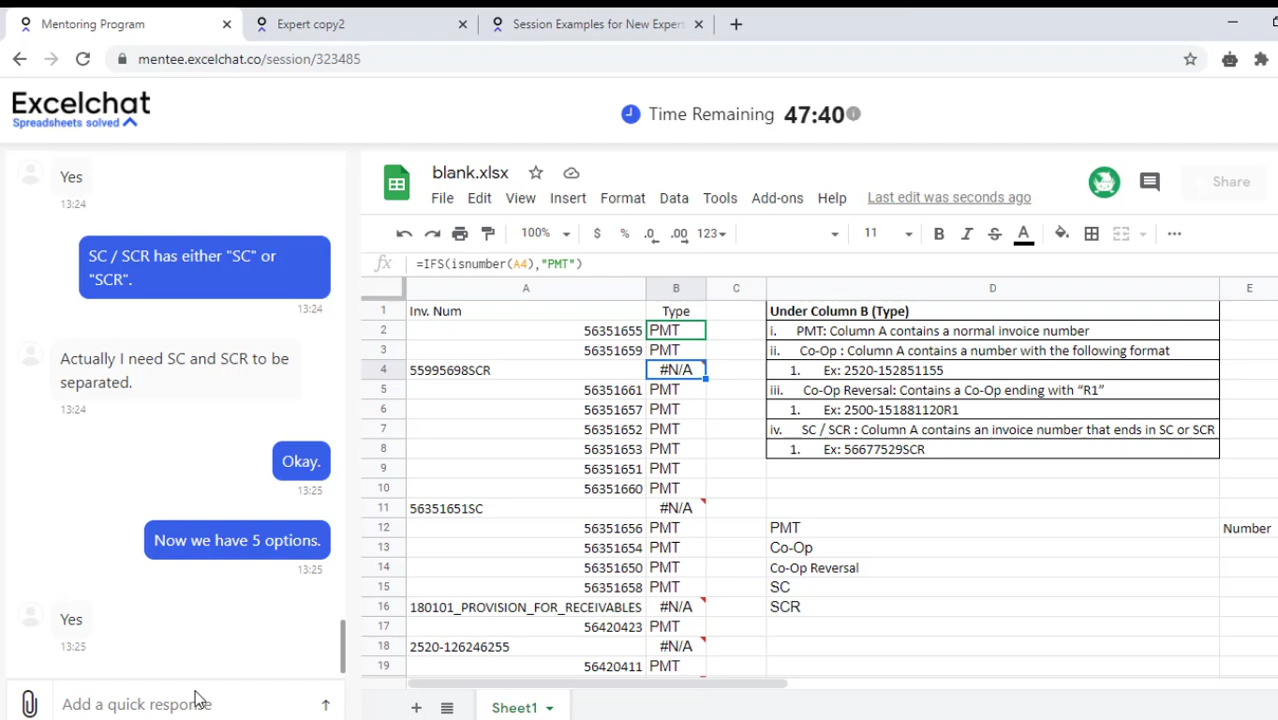 Mentoring Program
Expert copy2
Session Examples for New Expert
mentee.excelchat.co/session/323485
Excelchat
Spreadsheets solved
Time Remaining 47:40
Yes
13:24
SC / SCR has either "SC" or
"SCR".
13:24
Actually I need SC and SCR to be
separated.
13:24
Okay.
13:25
Now we have 5 options.
13:25
Yes
13:25
Add a quick response
blank.xlsx
File Edit View Insert Format Data Tools Add-ons Help Last edit was seconds ago
Share
100% $ % .0 .00 123 11 B I S A
fx =IFS(isnumber(A4),"PMT")
A B C D E
1 Inv. Num Type Under Column B (Type)
2 56351655 PMT i. PMT: Column A contains a normal invoice number
3 56351659 PMT ii. Co-Op : Column A contains a number with the following format
4 55995698SCR #N/A 1. Ex: 2520-152851155
5 56351661 PMT iii. Co-Op Reversal: Contains a Co-Op ending with “R1”
6 56351657 PMT 1. Ex: 2500-151881120R1
7 56351652 PMT iv. SC / SCR : Column A contains an invoice number that ends in SC or SCR
8 56351653 PMT 1. Ex: 56677529SCR
9 56351651 PMT
10 56351660 PMT
11 56351651SC #N/A
12 56351656 PMT PMT Number
13 56351654 PMT Co-Op
14 56351650 PMT Co-Op Reversal
15 56351658 PMT SC
16 180101_PROVISION_FOR_RECEIVABLES #N/A SCR
17 56420423 PMT
18 2520-126246255 #N/A
19 56420411 PMT
Sheet1